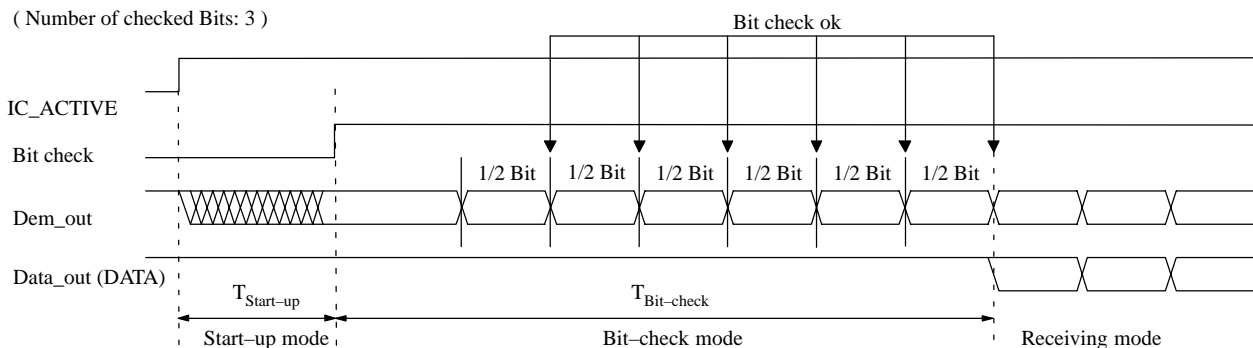 ( Number of checked Bits: 3 )
Bit check ok
IC_ACTIVE
Bit check
1/2 Bit 1/2 Bit 1/2 Bit 1/2 Bit 1/2 Bit 1/2 Bit
Dem_out
Data_out (DATA)
TStart–up TBit–check
Start–up mode Bit–check mode Receiving mode